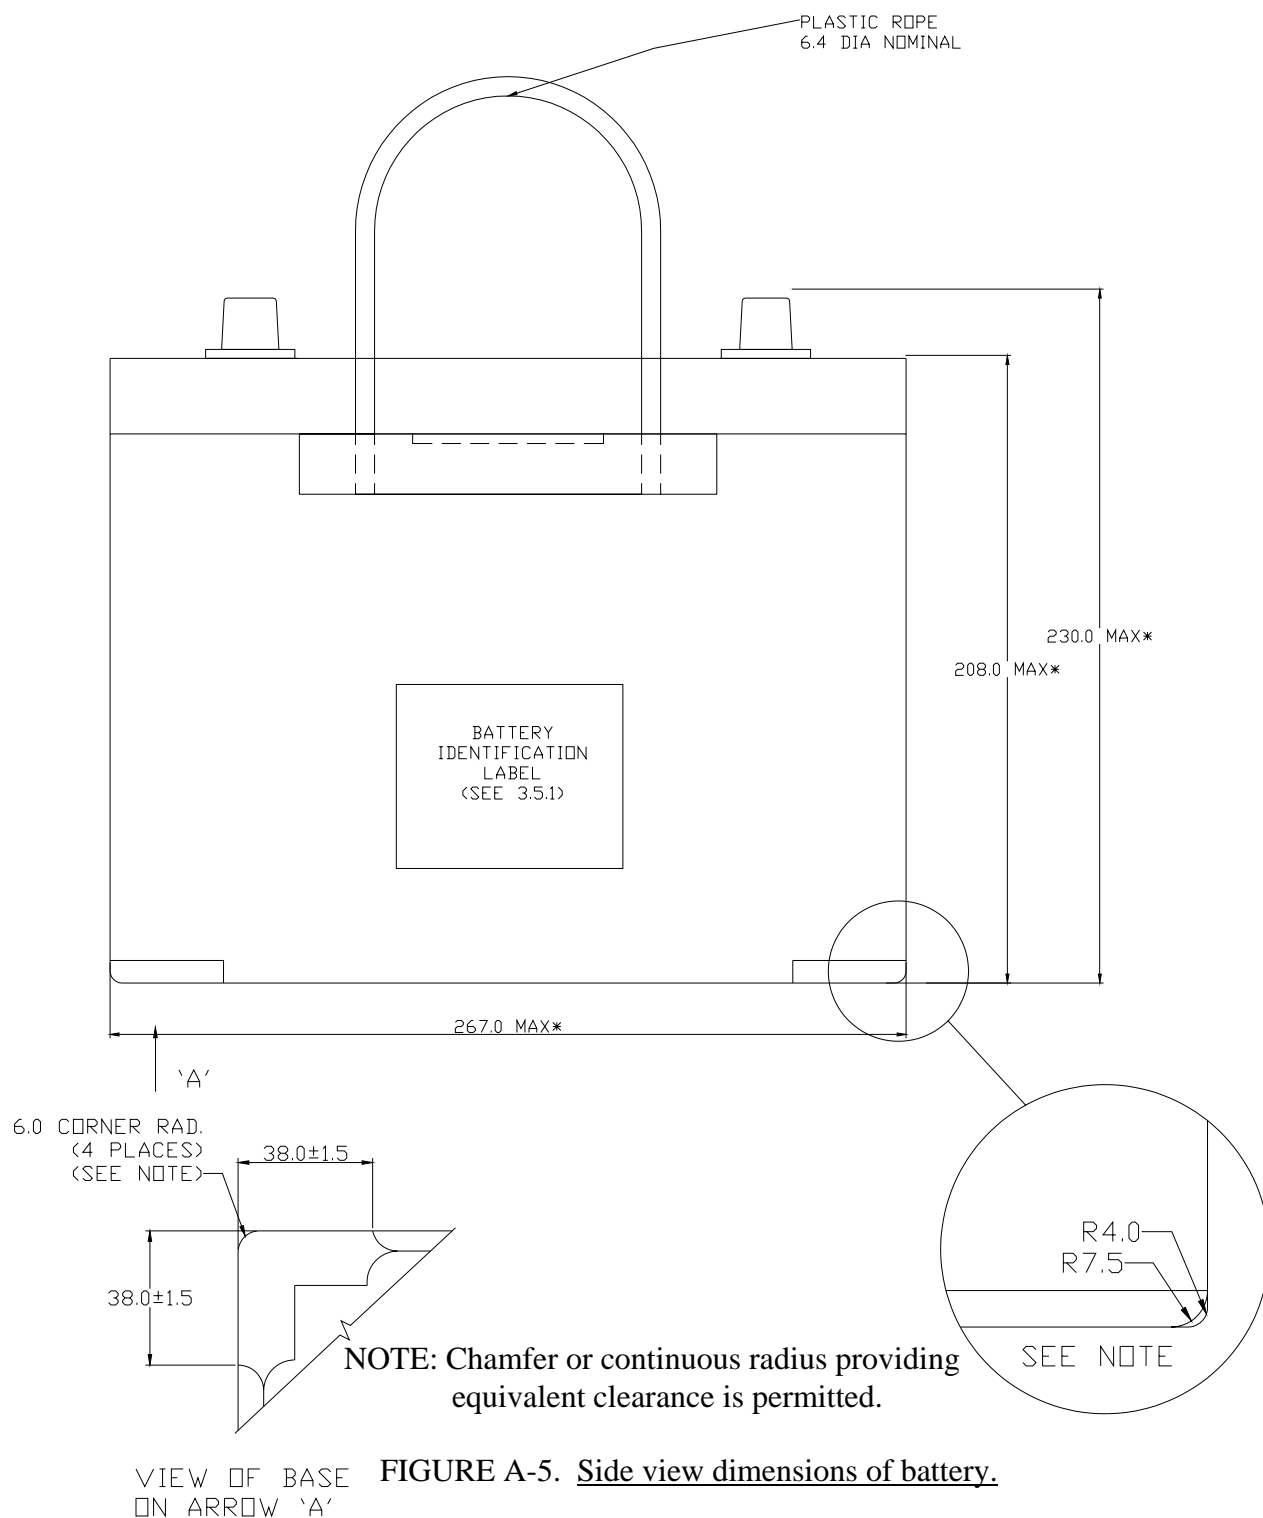 PLASTIC ROPE
6.4 DIA NOMINAL
230.0 MAX*
208.0 MAX*
BATTERY
IDENTIFICATION
LABEL
(SEE 3.5.1)
267.0 MAX*
'A'
6.0 CORNER RAD.
(4 PLACES)
(SEE NOTE)
38.0±1.5
38.0±1.5
R4.0
R7.5
SEE NOTE
NOTE: Chamfer or continuous radius providing
equivalent clearance is permitted.
VIEW OF BASE
ON ARROW 'A'
FIGURE A-5. Side view dimensions of battery.